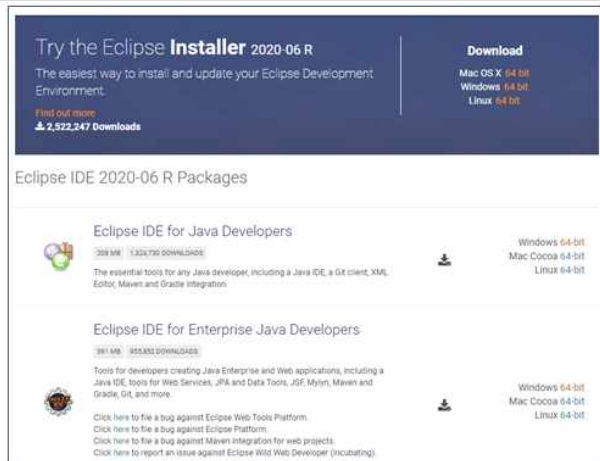 Try the Eclipse Installer 2020-06 R
The easiest way to install and update your Eclipse Development
Environment.
Find out more
2,522,247 Downloads
Download
Mac OS X 64 bit
Windows 64 bit
Linux 64 bit
Eclipse IDE 2020-06 R Packages
Eclipse IDE for Java Developers
MB DOWNLOADS
The essential tools for any Java developer, including a Java IDE, a Git client, XML
Editor, Maven and Gradle integration
Windows 64-bit
Mac Cocoa 64-bit
Linux 64-bit
Eclipse IDE for Enterprise Java Developers
MB DOWNLOADS
Tools for developers creating Java Enterprise and Web applications, including a
Java IDE, tools for Web Services, JPA and Data Tools, JSF, Mylyn, Maven and
Gradle, Git, and more.
Click here to file a bug against Eclipse Web Tools Platform.
Click here to file a bug against Eclipse Platform.
Click here to file a bug against Maven integration for web projects.
Click here to report an issue against Eclipse Wild Web Developer (incubating).
Windows 64-bit
Mac Cocoa 64-bit
Linux 64-bit